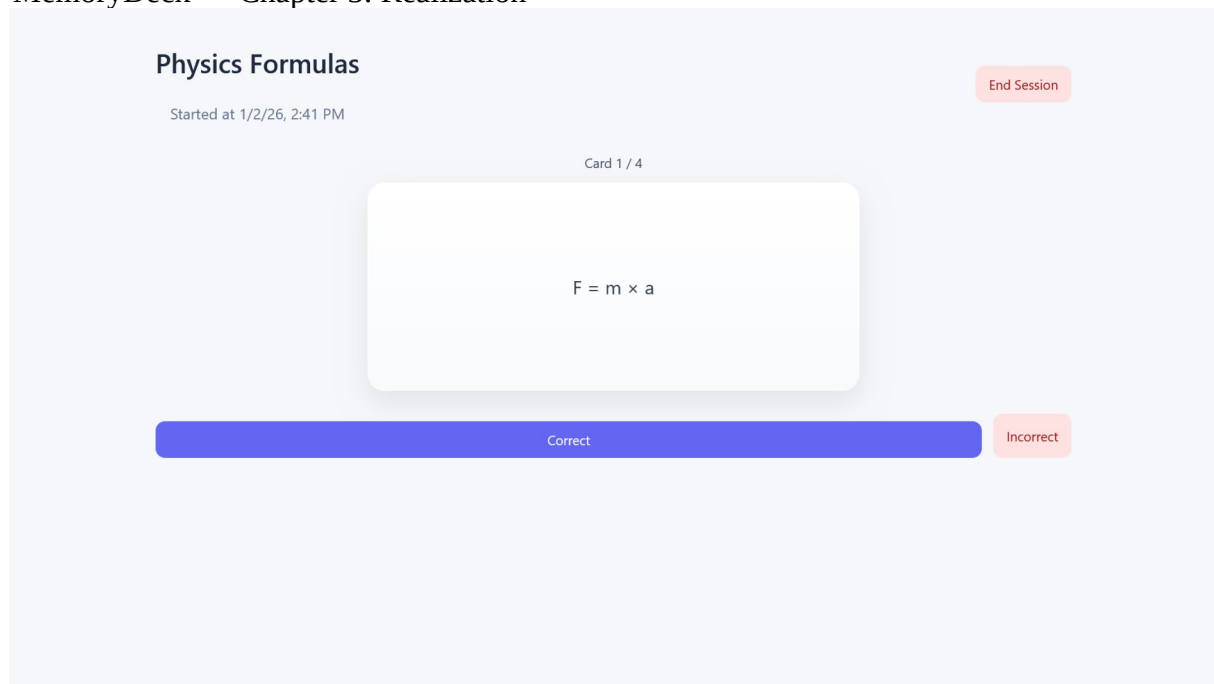 MemoryDeck — Chapter 3: Realization
Physics Formulas
End Session
Started at 1/2/26, 2:41 PM
Card 1 / 4
F = m × a
Correct
Incorrect